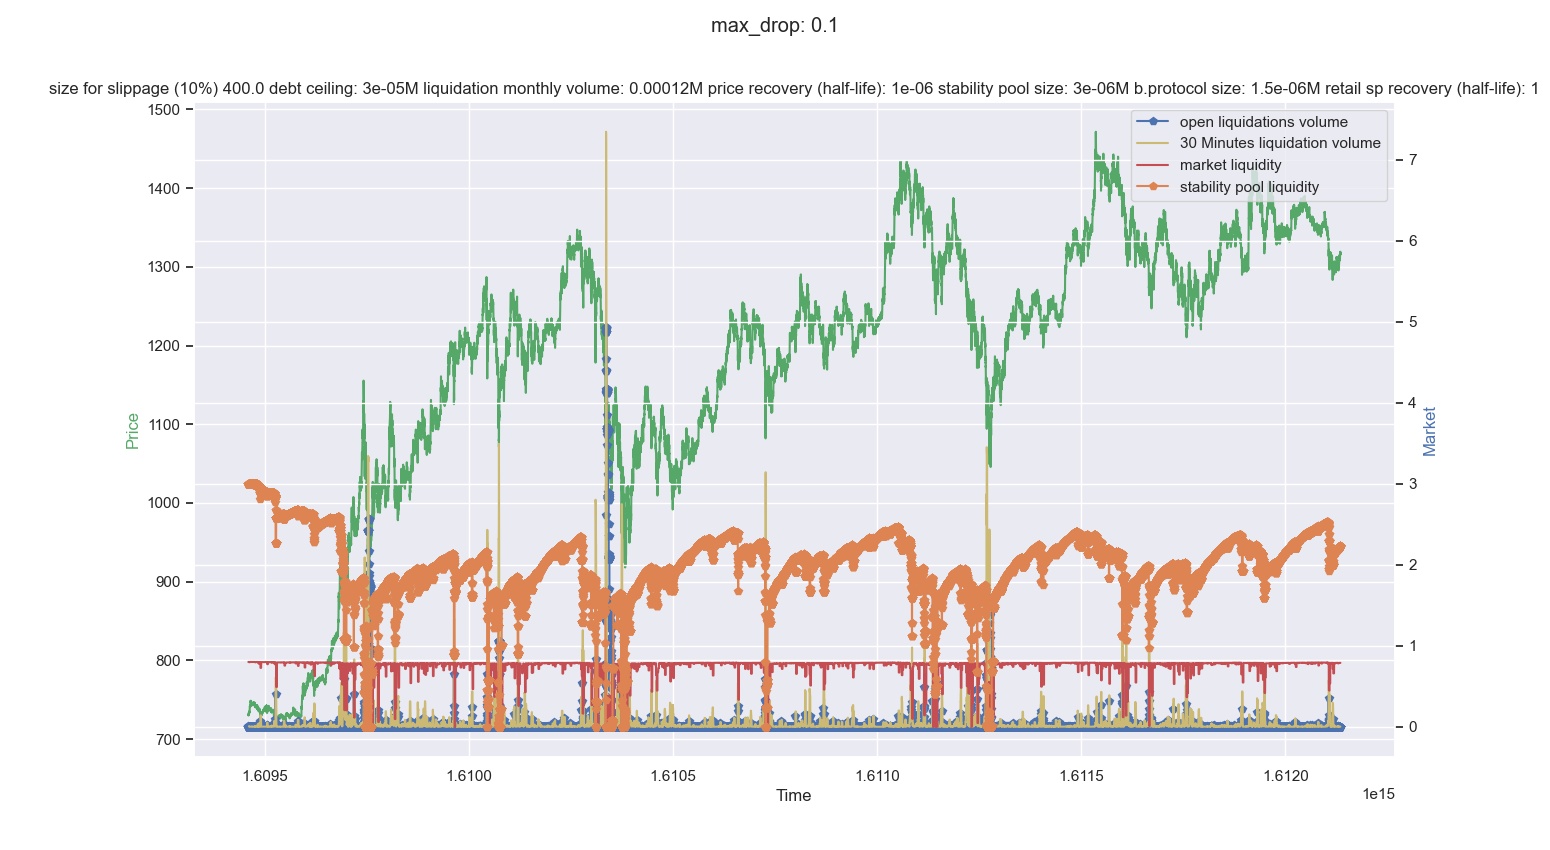 max_drop: 0.1
size for slippage (10%) 400.0 debt ceiling: 3e-05M liquidation monthly volume: 0.00012M price recovery (half-life): 1e-06 stability pool size: 3e-06M b.protocol size: 1.5e-06M retail sp recovery (half-life): 1
open liquidations volume
30 Minutes liquidation volume
market liquidity
stability pool liquidity
1500
1400
1300
1200
1100
1000
900
800
700
Price
7
6
5
4
3
2
1
0
Market
1.6095 1.6100 1.6105 1.6110 1.6115 1.6120
Time
1e15